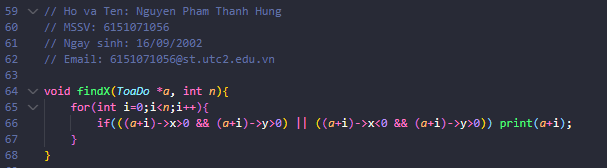 59 // Ho va Ten: Nguyen Pham Thanh Hung
60 // MSSV: 6151071056
61 // Ngay sinh: 16/09/2002
62 // Email: 6151071056@st.utc2.edu.vn
63
64 void findX(ToaDo *a, int n){
65     for(int i=0;i<n;i++){
66         if(((a+i)->x>0 && (a+i)->y>0) || ((a+i)->x<0 && (a+i)->y>0)) print(a+i);
67     }
68 }